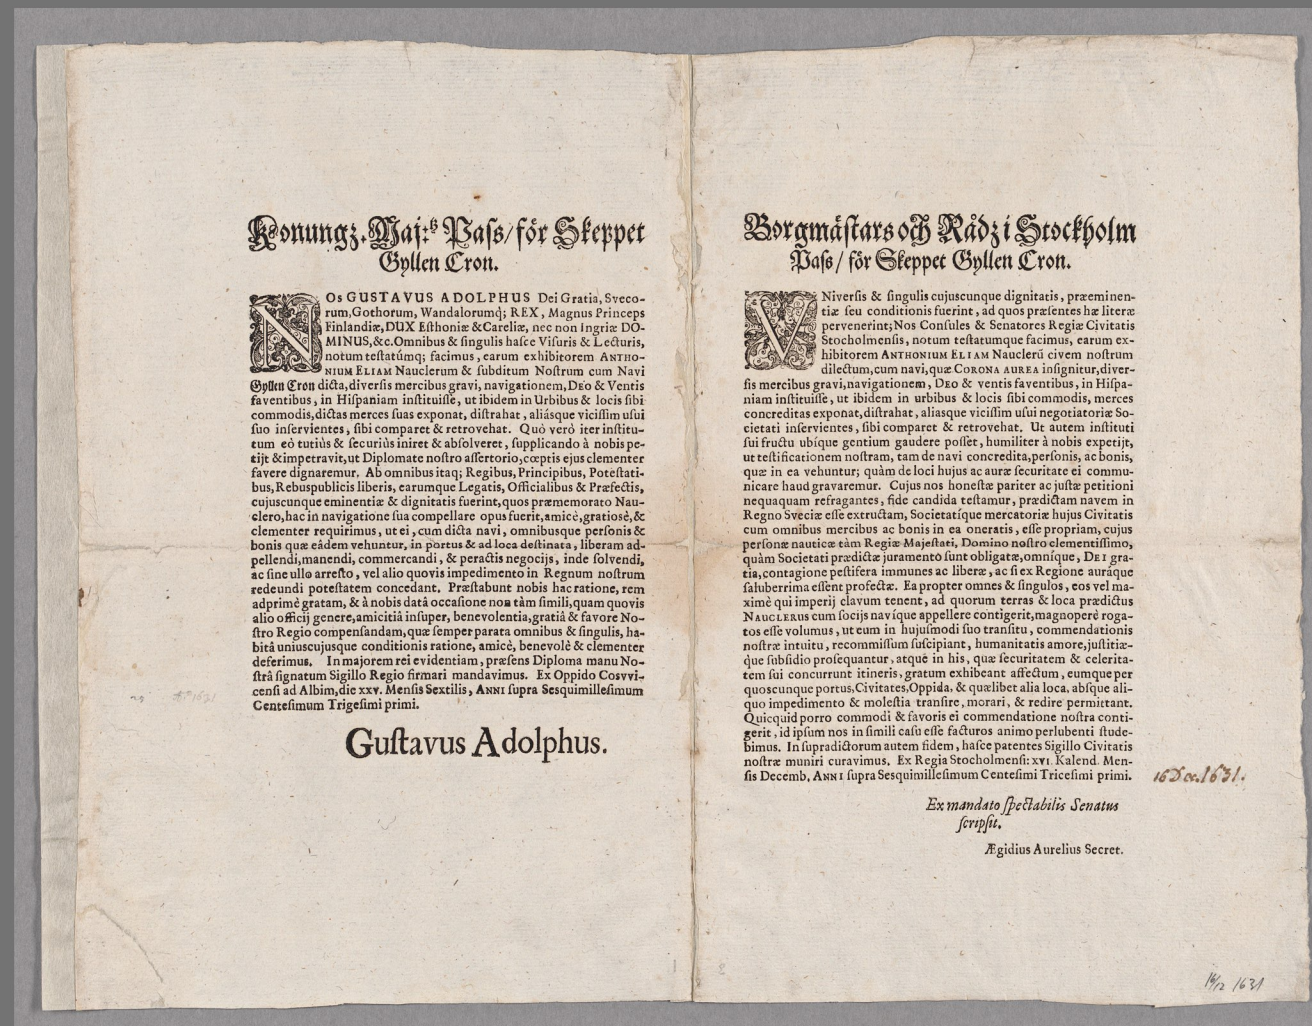 Konungz. Maj:tz Paſs/ för Skeppet
Gyllen Cron.
NOs GUSTAVUS ADOLPHUS Dei Gratia, Sveco-
rum, Gothorum, Wandalorumq́; REX, Magnus Princeps
Finlandiæ, DUX Eſthoniæ & Careliæ, nec non Ingriæ DO-
MINUS, &c. Omnibus & ſingulis haſce Viſuris & Lecturis,
notum teſtatúmq; facimus, earum exhibitorem ANTHO-
NIUM ELIAM Nauclerum & ſubditum Noſtrum cum Navi
Gyllen Cron dicta, diverſis mercibus gravi, navigationem, DEO & Ventis
faventibus, in Hiſpaniam inſtituiſſe, ut ibidem in Urbibus & locis ſibi
commodis, dictas merces ſuas exponat, diſtrahat, aliásque viciſſim uſui
ſuo inſervientes, ſibi comparet & retrovehat. Quò verò iter inſtitu-
tum eò tutiùs & ſecuriùs iniret & abſolveret, ſupplicando à nobis pe-
tijt & impetravit, ut Diplomate noſtro aſſertorio, cœptis ejus clementer
favere dignaremur. Ab omnibus itaq; Regibus, Principibus, Poteſtati-
bus, Rebuspublicis liberis, earumque Legatis, Officialibus & Præfectis,
cujuscunque eminentiæ & dignitatis fuerint, quos præmemorato Nau-
clero, hac in navigatione ſua compellare opus fuerit, amicè, gratiosè, &
clementer requirimus, ut ei, cum dicta navi, omnibusque perſonis &
bonis quæ eâdem vehuntur, in portus & ad loca deſtinata, liberam ad-
pellendi, manendi, commercandi, & peractis negocijs, inde ſolvendi,
ac ſine ullo arreſto, vel alio quovis impedimento in Regnum noſtrum
redeundi poteſtatem concedant. Præſtabunt nobis hac ratione, rem
adprimè gratam, & à nobis datâ occaſione non tàm ſimili, quam quovis
alio officij genere, amicitiâ inſuper, benevolentia, gratiâ & favore No-
ſtro Regio compenſandam, quæ ſemper parata omnibus & ſingulis, ha-
bitâ uniuscujusque conditionis ratione, amicè, benevolè & clementer
deferimus. In majorem rei evidentiam, præſens Diploma manu No-
ſtrâ ſignatum Sigillo Regio firmari mandavimus. Ex Oppido Cosvvi-
cenſi ad Albim, die XXV. Menſis Sextilis, ANNI ſupra Sesquimilleſimum
Centeſimum Trigeſimi primi.
Guſtavus Adolphus.
Borgmäſtars och Rådz i Stockholm
Paſs/ för Skeppet Gyllen Cron.
VNiverſis & ſingulis cujuscunque dignitatis, præeminen-
tiæ ſeu conditionis fuerint, ad quos præſentes hæ literæ
pervenerint; Nos Conſules & Senatores Regiæ Civitatis
Stocholmenſis, notum teſtatumque facimus, earum ex-
hibitorem ANTHONIUM ELIAM Nauclerū civem noſtrum
dilectum, cum navi, quæ CORONA AUREA inſignitur, diver-
ſis mercibus gravi, navigationem, DEO & ventis faventibus, in Hiſpa-
niam inſtituiſſe, ut ibidem in urbibus & locis ſibi commodis, merces
concreditas exponat, diſtrahat, aliasque viciſſim uſui negotiatoriæ So-
cietati inſervientes, ſibi comparet & retrovehat. Ut autem inſtituti
ſui fructu ubíque gentium gaudere poſſet, humiliter à nobis expetijt,
ut teſtificationem noſtram, tam de navi concredita, perſonis, ac bonis,
quæ in ea vehuntur; quàm de loci hujus ac auræ ſecuritate ei commu-
nicare haud gravaremur. Cujus nos honeſtæ pariter ac juſtæ petitioni
nequaquam refragantes, fide candida teſtamur, prædictam navem in
Regno Sveciæ eſſe extructam, Societatíque mercatoriæ hujus Civitatis
cum omnibus mercibus ac bonis in ea oneratis, eſſe propriam, cujus
perſonæ nauticæ tàm Regiæ Majeſtati, Domino noſtro clementiſſimo,
quàm Societati prædictæ juramento ſunt obligatæ, omníque, DEI gra-
tia, contagione peſtifera immunes ac liberæ, ac ſi ex Regione auráque
ſaluberrima eſſent profectæ. Ea propter omnes & ſingulos, eos vel ma-
ximè qui imperij clavum tenent, ad quorum terras & loca prædictus
NAUCLERUS cum ſocijs navíque appellere contigerit, magnoperè roga-
tos eſſe volumus, ut eum in hujuſmodi ſuo tranſitu, commendationis
noſtræ intuitu, recommiſſum ſuſcipiant, humanitatis amore, juſtitiæ-
que ſubſidio proſequantur, atque in his, quæ ſecuritatem & celerita-
tem ſui concurrunt itineris, gratum exhibeant affectum, eumque per
quoscunque portus, Civitates, Oppida, & quælibet alia loca, abſque ali-
quo impedimento & moleſtia tranſire, morari, & redire permittant.
Quicquid porro commodi & favoris ei commendatione noſtra conti-
gerit, id ipſum nos in ſimili caſu eſſe facturos animo perlubenti ſtude-
bimus. In ſupradictorum autem fidem, haſce patentes Sigillo Civitatis
noſtræ muniri curavimus. Ex Regia Stocholmenſi: XVI. Kalend. Men-
ſis Decemb. ANNI ſupra Sesquimilleſimum Centeſimi Triceſimi primi.
16 Dec. 1631.
Ex mandato ſpectabilis Senatus
ſcripſit.
Ægidius Aurelius Secret.
16/12 1631